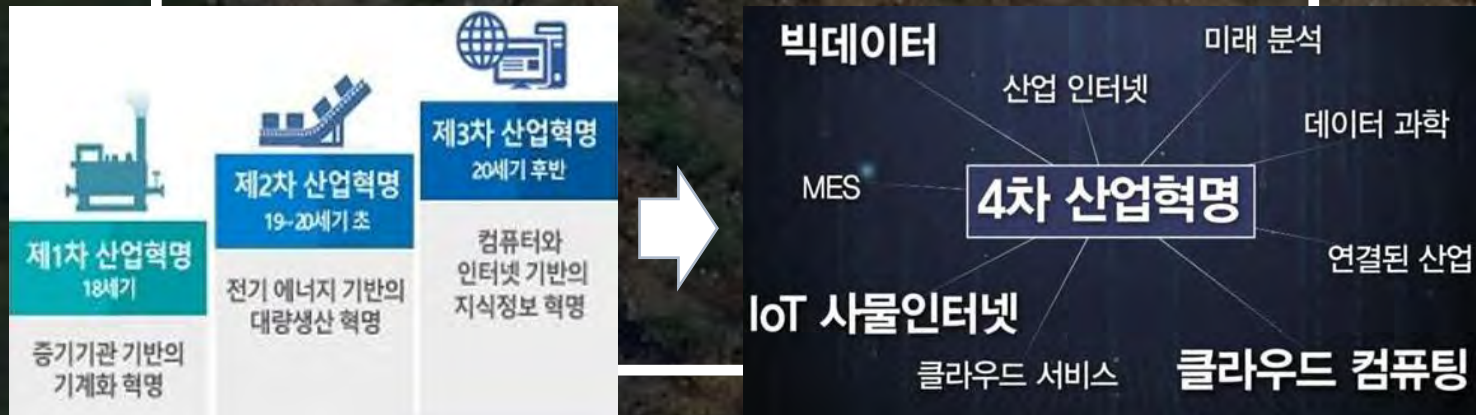 제1차 산업혁명
18세기
증기기관 기반의
기계화 혁명
제2차 산업혁명
19~20세기 초
전기 에너지 기반의
대량생산 혁명
제3차 산업혁명
20세기 후반
컴퓨터와
인터넷 기반의
지식정보 혁명
빅데이터
미래 분석
산업 인터넷
데이터 과학
MES
4차 산업혁명
연결된 산업
IoT 사물인터넷
클라우드 서비스
클라우드 컴퓨팅